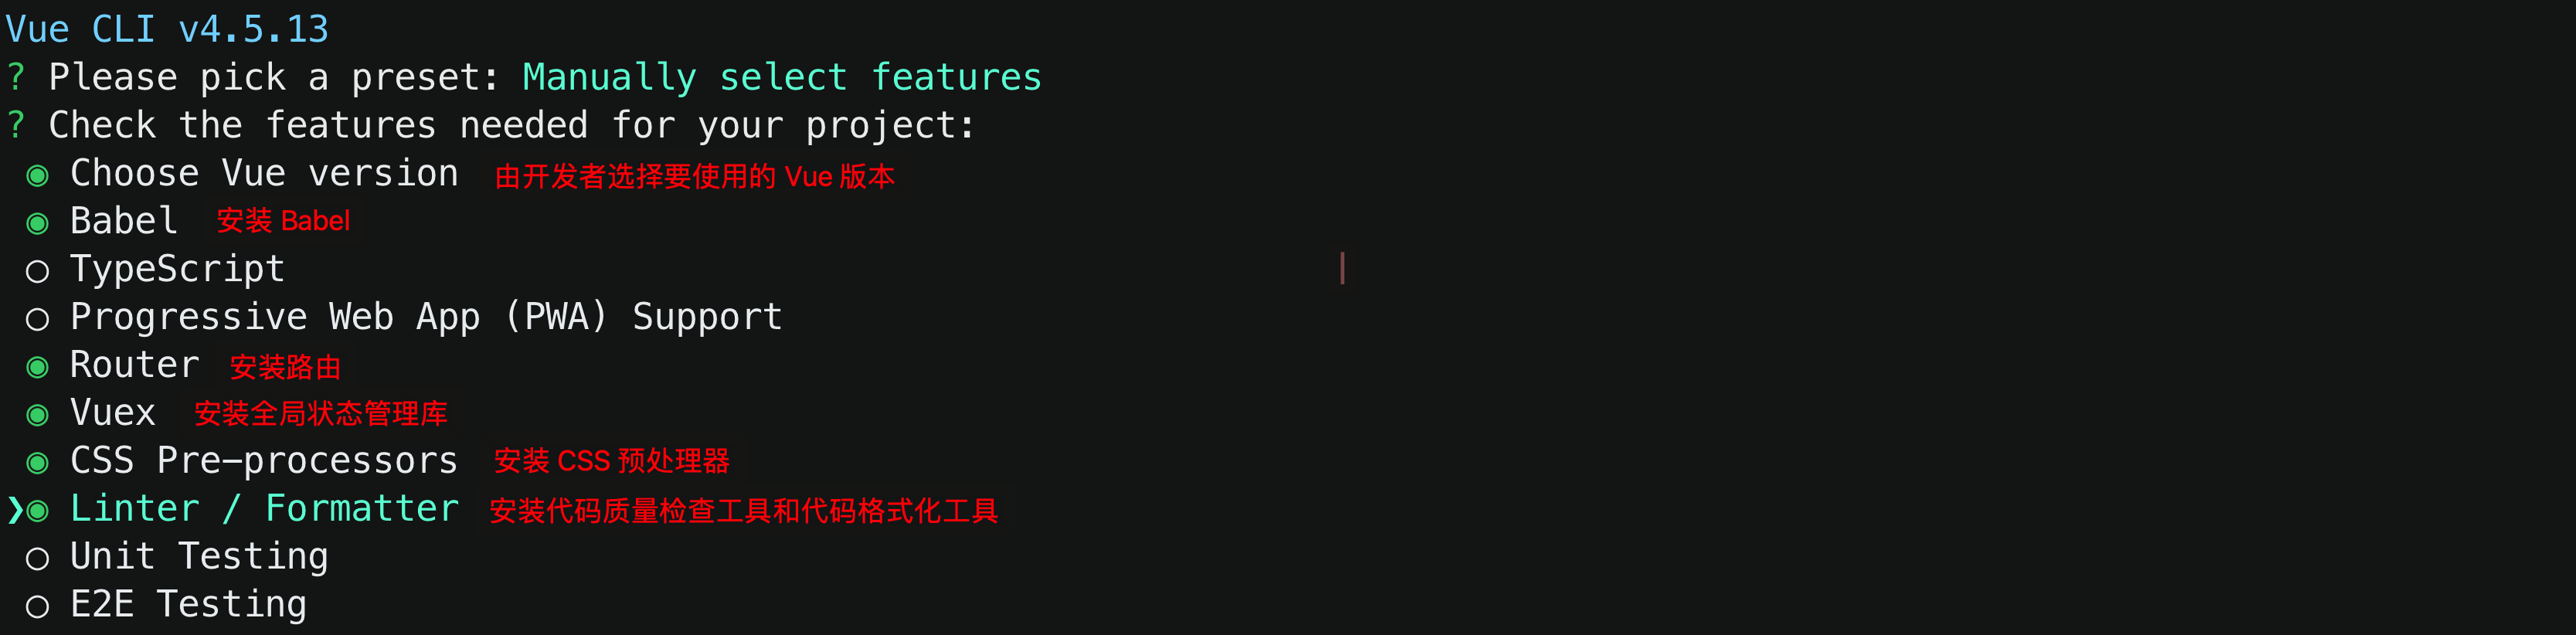 Vue CLI v4.5.13
? Please pick a preset: Manually select features
? Check the features needed for your project:
◉ Choose Vue version 由开发者选择要使用的 Vue 版本
◉ Babel 安装 Babel
◯ TypeScript
◯ Progressive Web App (PWA) Support
◉ Router 安装路由
◉ Vuex 安装全局状态管理库
◉ CSS Pre-processors 安装 CSS 预处理器
❯◉ Linter / Formatter 安装代码质量检查工具和代码格式化工具
◯ Unit Testing
◯ E2E Testing